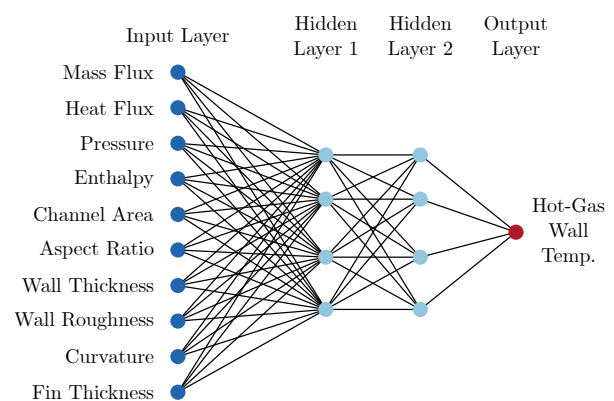 Input Layer
Hidden
Layer 1
Hidden
Layer 2
Output
Layer
Mass Flux
Heat Flux
Pressure
Enthalpy
Channel Area
Aspect Ratio
Wall Thickness
Wall Roughness
Curvature
Fin Thickness
Hot-Gas
Wall
Temp.